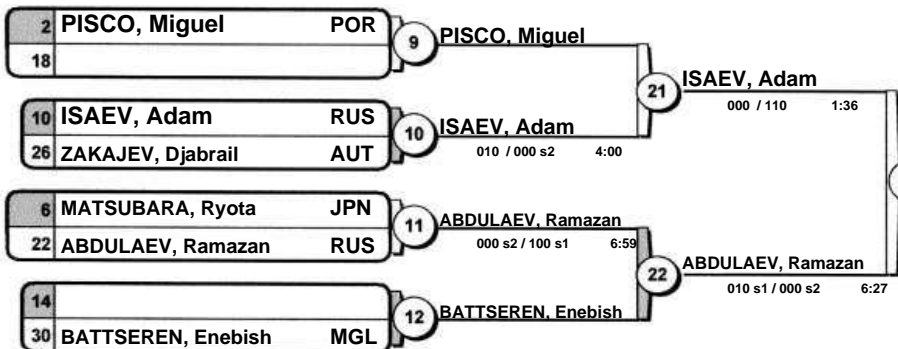 2 PISCO, Miguel POR
18
9
PISCO, Miguel
10 ISAEV, Adam RUS
26 ZAKAJEV, Djabrail AUT
10
ISAEV, Adam
010 / 000 s2 4:00
21
ISAEV, Adam
000 / 110 1:36
6 MATSUBARA, Ryota JPN
22 ABDULAEV, Ramazan RUS
11
ABDULAEV, Ramazan
000 s2 / 100 s1 6:59
14
30 BATTSEREN, Enebish MGL
12
BATTSEREN, Enebish
22
ABDULAEV, Ramazan
010 s1 / 000 s2 6:27